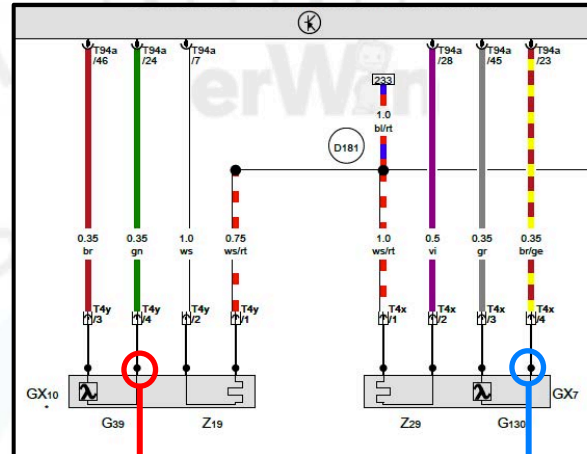 T94a /46
T94a /24
T94a /7
T94a /28
T94a /45
T94a /23
erWin
233
1.0 bl/rt
D181
0.35 br
0.35 gn
1.0 ws
0.75 ws/rt
1.0 ws/rt
0.5 vi
0.35 gr
0.35 br/ge
T4y /3
T4y /4
T4y /2
T4y /1
T4x /1
T4x /2
T4x /3
T4x /4
GX10
λ
λ
GX7
G39
Z19
Z29
G130